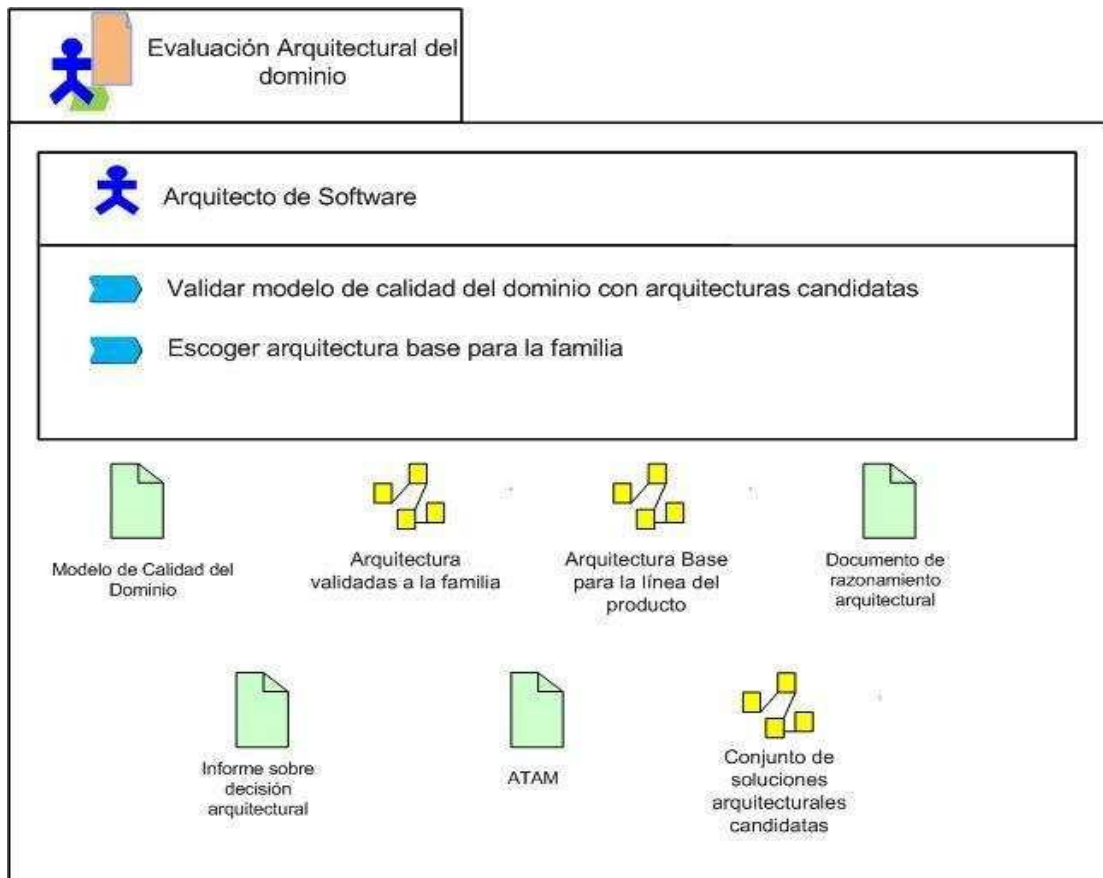 Evaluación Arquitectural del
dominio
Arquitecto de Software
Validar modelo de calidad del dominio con arquitecturas candidatas
Escoger arquitectura base para la familia
Modelo de Calidad del
Dominio
Arquitectura
validadas a la familia
Arquitectura Base
para la línea del
producto
Documento de
razonamiento
arquitectural
Informe sobre
decisión
arquitectural
ATAM
Conjunto de
soluciones
arquitecturales
candidatas